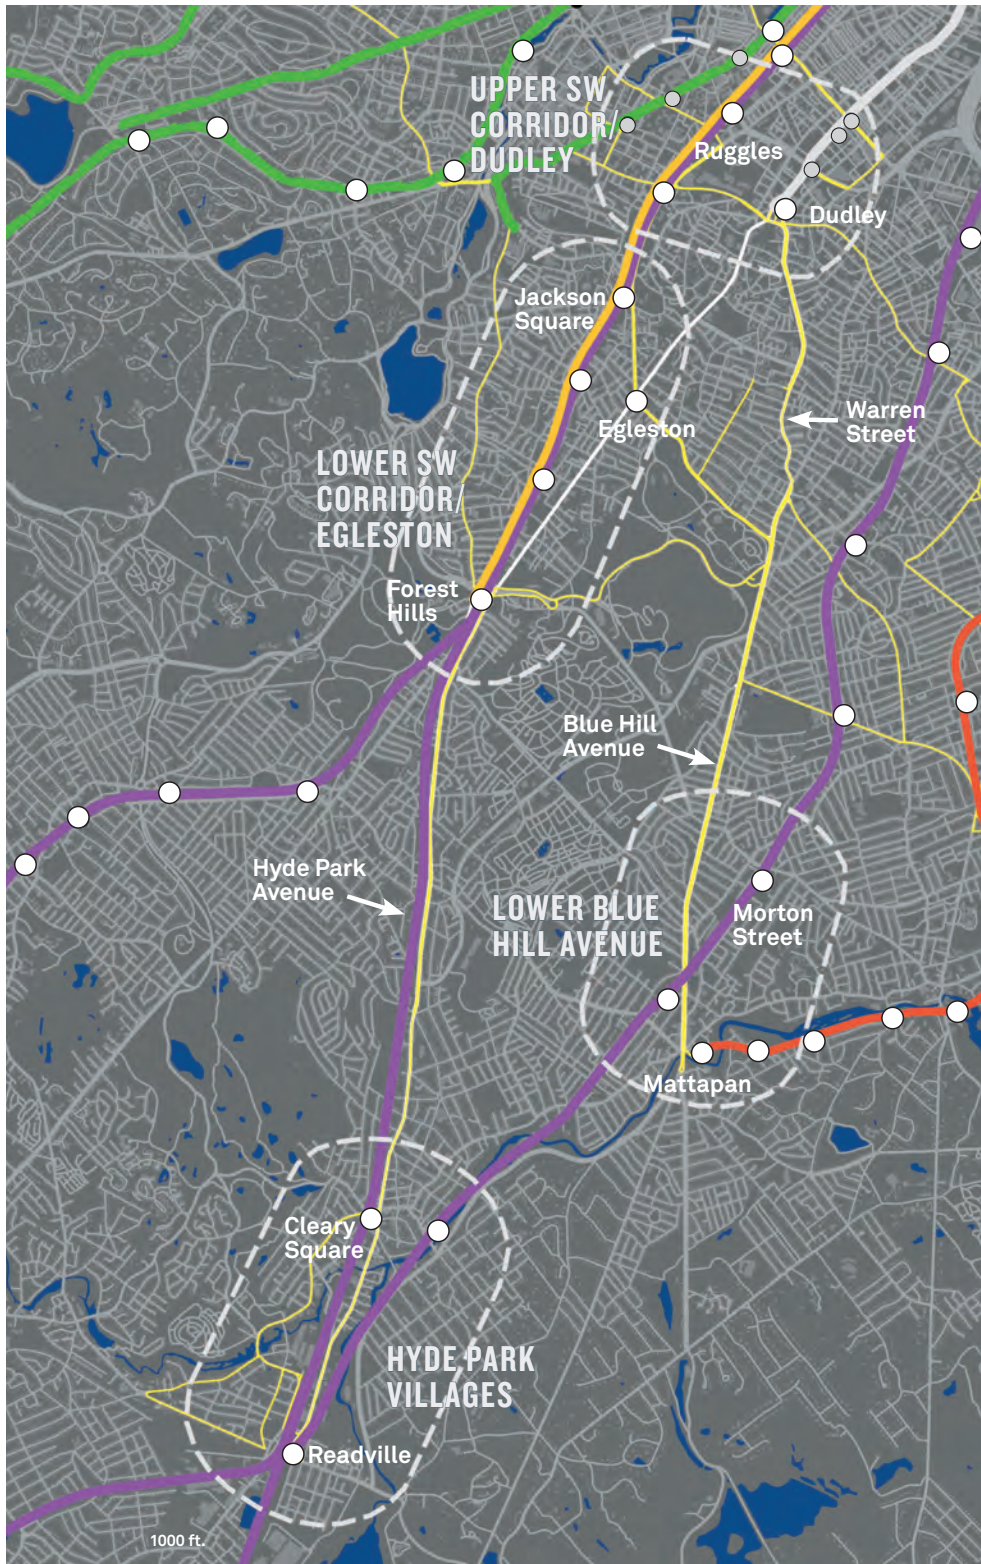 UPPER SW
CORRIDOR/
DUDLEY
Ruggles
Dudley
Jackson
Square
Warren
Street
Egleston
LOWER SW
CORRIDOR/
EGLESTON
Forest
Hills
Blue Hill
Avenue
Hyde Park
Avenue
LOWER BLUE
HILL AVENUE
Morton
Street
Mattapan
Cleary
Square
HYDE PARK
VILLAGES
Readville
1000 ft.